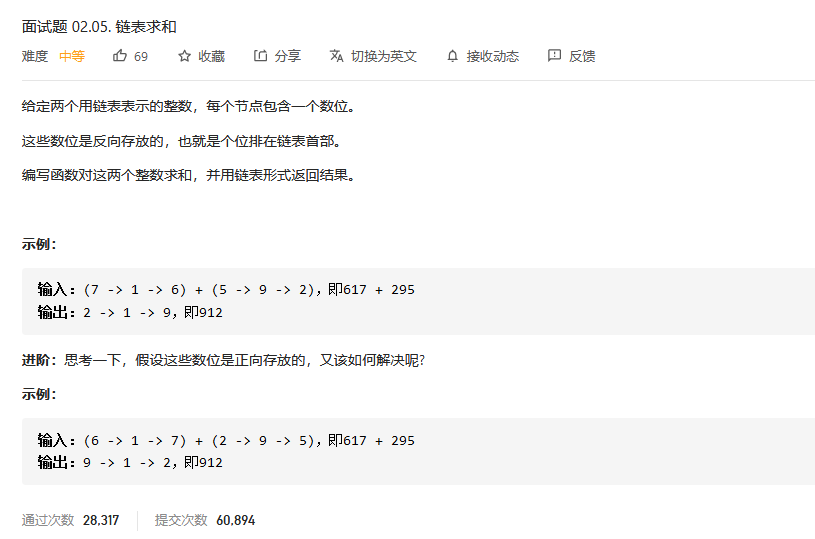 面试题 02.05. 链表求和
难度 中等 69 收藏 分享 切换为英文 接收动态 反馈
给定两个用链表表示的整数，每个节点包含一个数位。
这些数位是反向存放的，也就是个位排在链表首部。
编写函数对这两个整数求和，并用链表形式返回结果。
示例：
输入：(7 -> 1 -> 6) + (5 -> 9 -> 2)，即617 + 295
输出：2 -> 1 -> 9，即912
进阶：思考一下，假设这些数位是正向存放的，又该如何解决呢?
示例：
输入：(6 -> 1 -> 7) + (2 -> 9 -> 5)，即617 + 295
输出：9 -> 1 -> 2，即912
通过次数 28,317 提交次数 60,894